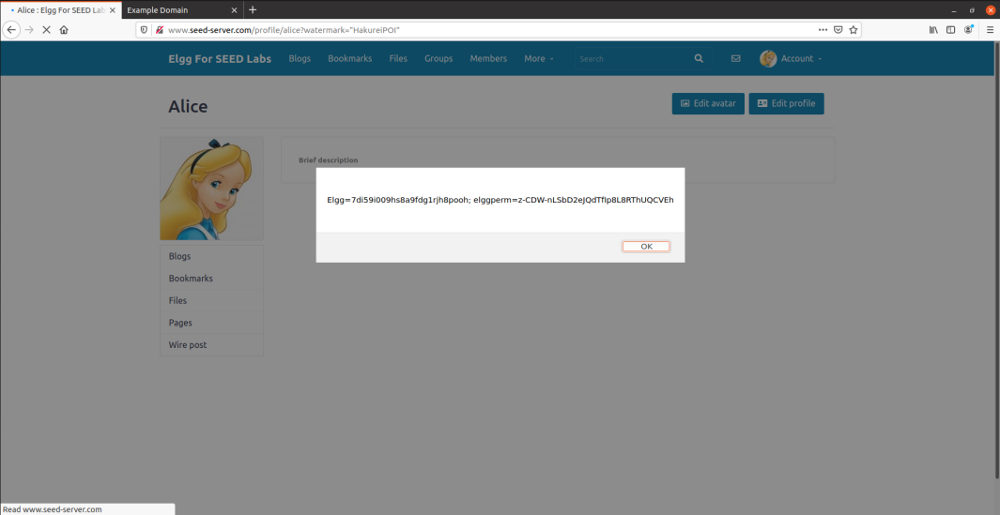 Alice : Elgg For SEED Lab
Example Domain
www.seed-server.com/profile/alice?watermark="HakureiPOI"
Elgg For SEED Labs Blogs Bookmarks Files Groups Members More Search Account
Alice
Edit avatar Edit profile
Brief description
Elgg=7di59i009hs8a9fdg1rjh8pooh; elggperm=z-CDW-nLSbD2eJQdTfIp8L8RThUQCVEh
OK
Blogs
Bookmarks
Files
Pages
Wire post
Read www.seed-server.com